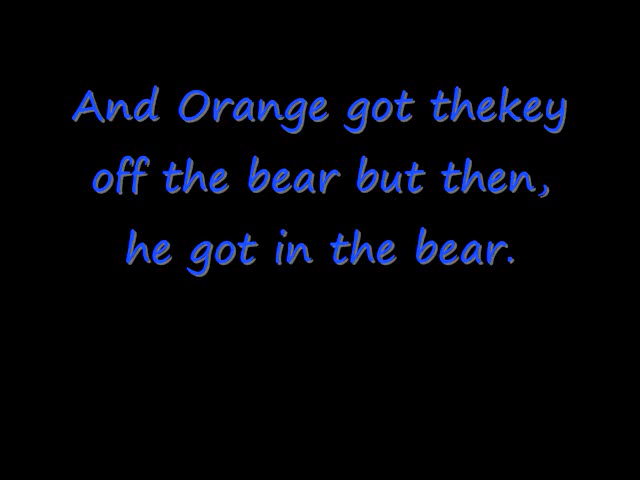 And Orange got thekey
off the bear but then,
he got in the bear.